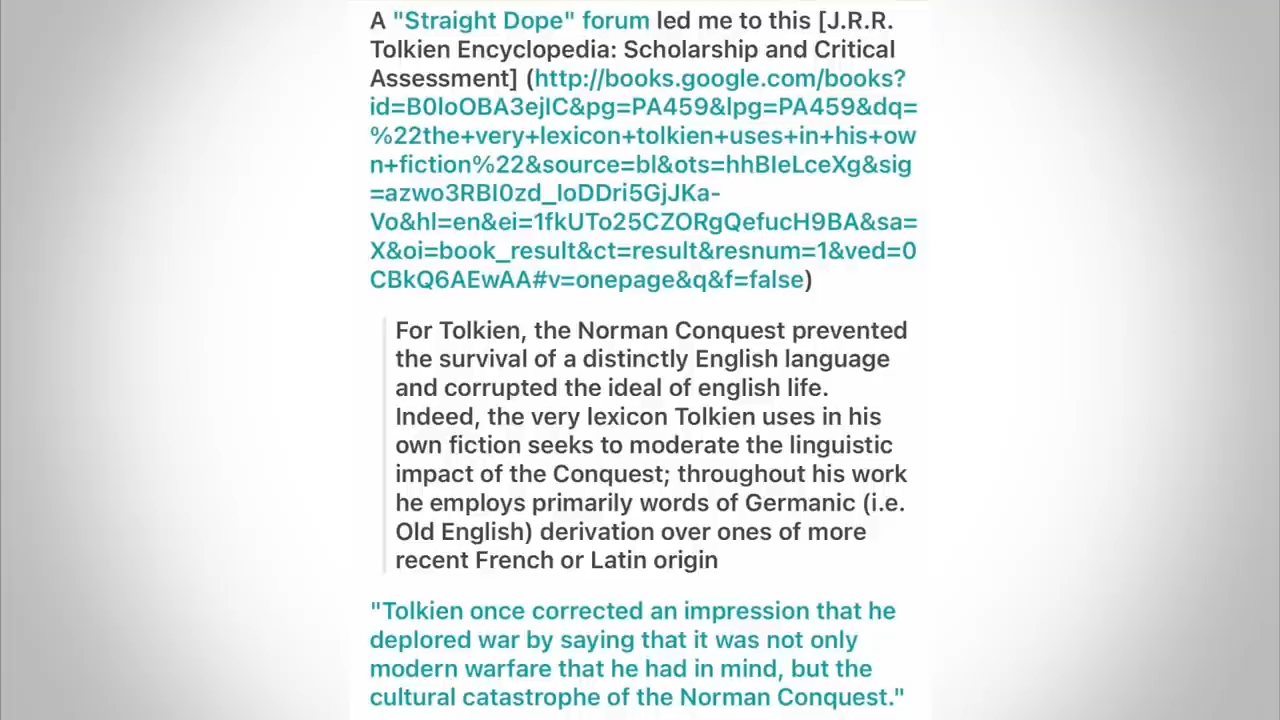 A "Straight Dope" forum led me to this [J.R.R.
Tolkien Encyclopedia: Scholarship and Critical
Assessment] (http://books.google.com/books?
id=B0loOBA3ejIC&pg=PA459&lpg=PA459&dq=
%22the+very+lexicon+tolkien+uses+in+his+ow
n+fiction%22&source=bl&ots=hhBIeLceXg&sig
=azwo3RBI0zd_IoDDri5GjJKa-
Vo&hl=en&ei=1fkUTo25CZORgQefucH9BA&sa=
X&oi=book_result&ct=result&resnum=1&ved=0
CBkQ6AEwAA#v=onepage&q&f=false)
For Tolkien, the Norman Conquest prevented
the survival of a distinctly English language
and corrupted the ideal of english life.
Indeed, the very lexicon Tolkien uses in his
own fiction seeks to moderate the linguistic
impact of the Conquest; throughout his work
he employs primarily words of Germanic (i.e.
Old English) derivation over ones of more
recent French or Latin origin
"Tolkien once corrected an impression that he
deplored war by saying that it was not only
modern warfare that he had in mind, but the
cultural catastrophe of the Norman Conquest."